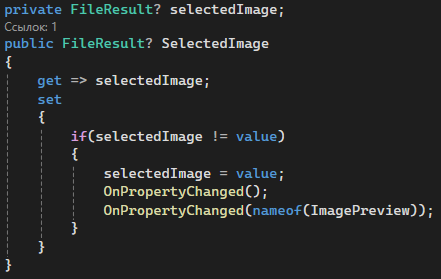 private FileResult? selectedImage;
Ссылок: 1
public FileResult? SelectedImage
{
    get => selectedImage;
    set
    {
        if(selectedImage != value)
        {
            selectedImage = value;
            OnPropertyChanged();
            OnPropertyChanged(nameof(ImagePreview));
        }
    }
}